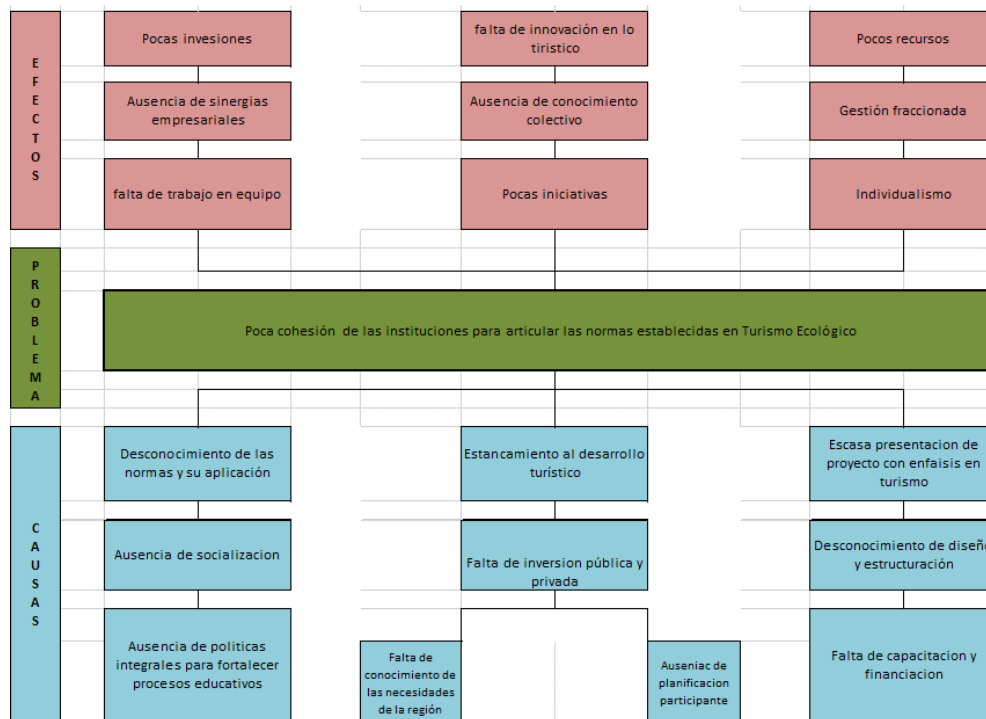 EFECTOS
Pocas invesiones
falta de innovación en lo
tiristico
Pocos recursos
Ausencia de sinergias
empresariales
Ausencia de conocimiento
colectivo
Gestión fraccionada
falta de trabajo en equipo
Pocas iniciativas
Individualismo
PROBLEMA
Poca cohesión de las instituciones para articular las normas establecidas en Turismo Ecológico
CAUSAS
Desconocimiento de las
normas y su aplicación
Estancamiento al desarrollo
turístico
Escasa presentacion de
proyecto con enfaisis en
turismo
Ausencia de socializacion
Falta de inversion pública y
privada
Desconocimiento de diseño
y estructuración
Ausencia de politicas
integrales para fortalecer
procesos educativos
Falta de
conocimiento de
las necesidades
de la región
Auseniac de
planificacion
participante
Falta de capacitacion y
financiacion